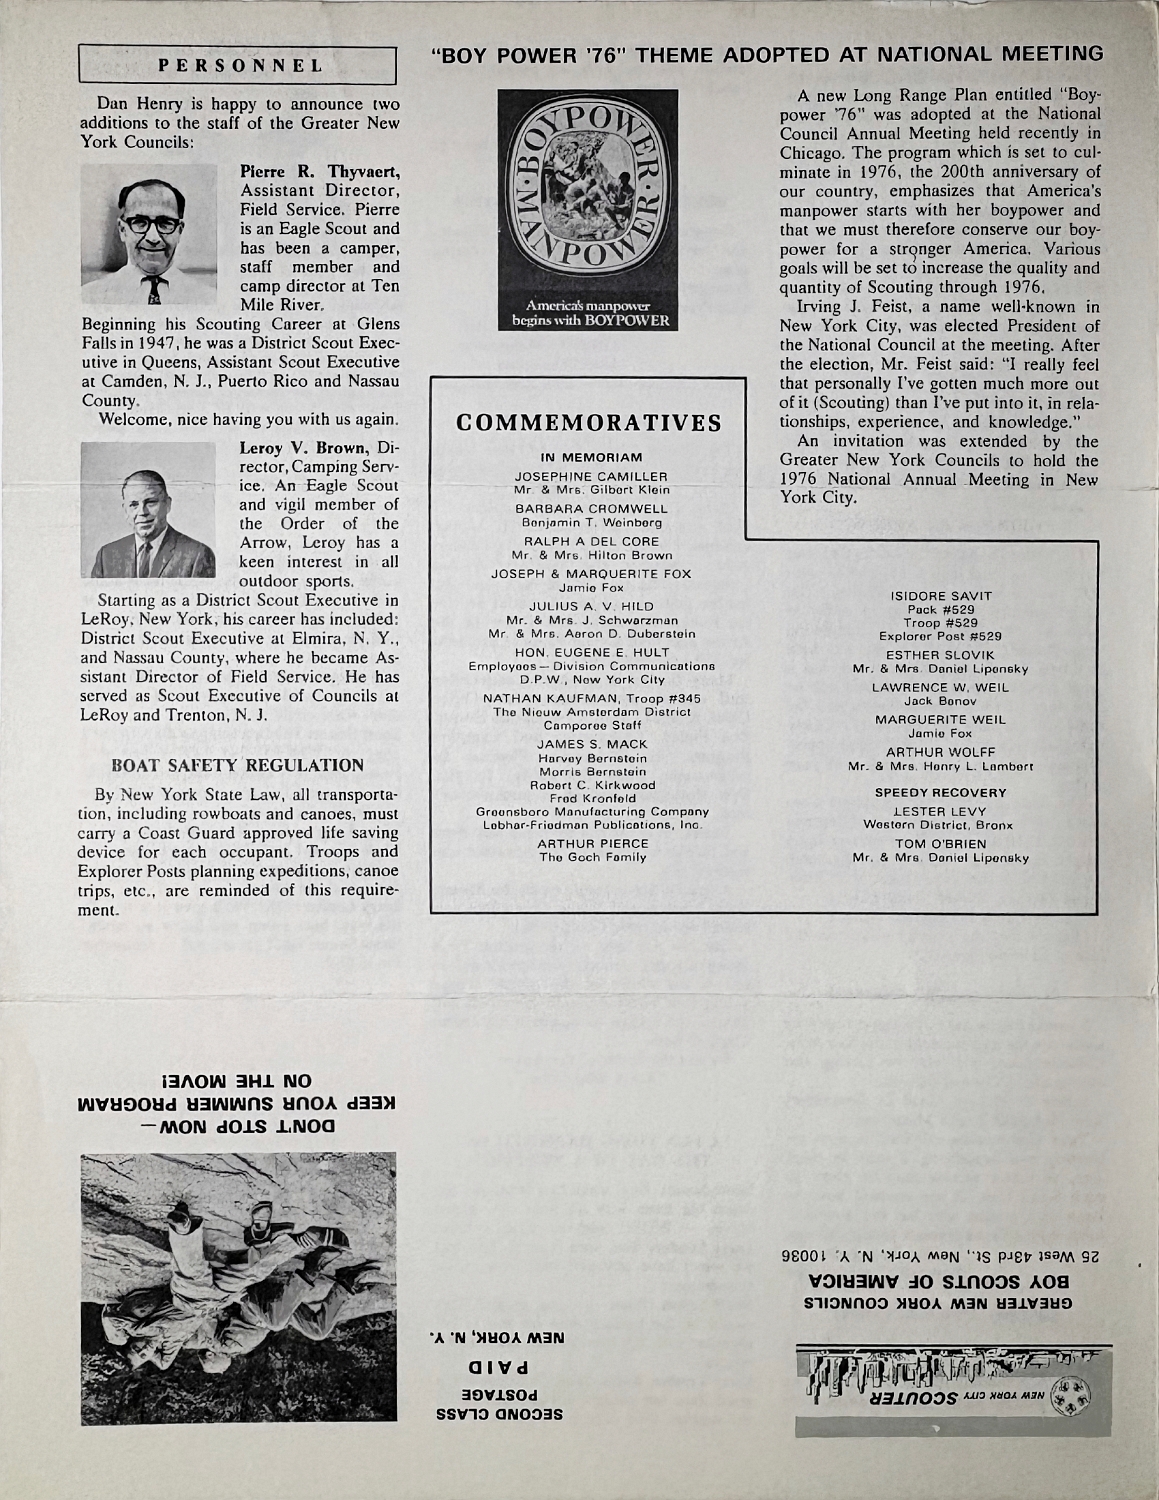 PERSONNEL
Dan Henry is happy to announce two
additions to the staff of the Greater New
York Councils:
Pierre R. Thyvaert,
Assistant Director,
Field Service. Pierre
is an Eagle Scout and
has been a camper,
staff member and
camp director at Ten
Mile River.
Beginning his Scouting Career at Glens
Falls in 1947, he was a District Scout Exec-
utive in Queens, Assistant Scout Executive
at Camden, N. J., Puerto Rico and Nassau
County.
Welcome, nice having you with us again.
Leroy V. Brown, Di-
rector, Camping Serv-
ice. An Eagle Scout
and vigil member of
the Order of the
Arrow, Leroy has a
keen interest in all
outdoor sports.
Starting as a District Scout Executive in
LeRoy, New York, his career has included:
District Scout Executive at Elmira, N. Y.,
and Nassau County, where he became As-
sistant Director of Field Service. He has
served as Scout Executive of Councils at
LeRoy and Trenton, N. J.
BOAT SAFETY REGULATION
By New York State Law, all transporta-
tion, including rowboats and canoes, must
carry a Coast Guard approved life saving
device for each occupant. Troops and
Explorer Posts planning expeditions, canoe
trips, etc., are reminded of this require-
ment.
"BOY POWER '76" THEME ADOPTED AT NATIONAL MEETING
BOYPOWER · MANPOWER ·
America's manpower
begins with BOYPOWER
A new Long Range Plan entitled "Boy-
power '76" was adopted at the National
Council Annual Meeting held recently in
Chicago. The program which is set to cul-
minate in 1976, the 200th anniversary of
our country, emphasizes that America's
manpower starts with her boypower and
that we must therefore conserve our boy-
power for a stronger America. Various
goals will be set to increase the quality and
quantity of Scouting through 1976.
Irving J. Feist, a name well-known in
New York City, was elected President of
the National Council at the meeting. After
the election, Mr. Feist said: "I really feel
that personally I've gotten much more out
of it (Scouting) than I've put into it, in rela-
tionships, experience, and knowledge."
An invitation was extended by the
Greater New York Councils to hold the
1976 National Annual Meeting in New
York City.
COMMEMORATIVES
IN MEMORIAM
JOSEPHINE CAMILLER
Mr. & Mrs. Gilbert Klein
BARBARA CROMWELL
Benjamin T. Weinberg
RALPH A DEL CORE
Mr. & Mrs. Hilton Brown
JOSEPH & MARQUERITE FOX
Jamie Fox
JULIUS A. V. HILD
Mr. & Mrs. J. Schwarzman
Mr. & Mrs. Aaron D. Duberstein
HON. EUGENE E. HULT
Employees — Division Communications
D.P.W., New York City
NATHAN KAUFMAN, Troop #345
The Nieuw Amsterdam District
Camporee Staff
JAMES S. MACK
Harvey Bernstein
Morris Bernstein
Robert C. Kirkwood
Fred Kronfeld
Greensboro Manufacturing Company
Lebhar-Friedman Publications, Inc.
ARTHUR PIERCE
The Goch Family
ISIDORE SAVIT
Pack #529
Troop #529
Explorer Post #529
ESTHER SLOVIK
Mr. & Mrs. Daniel Lipensky
LAWRENCE W. WEIL
Jack Benov
MARGUERITE WEIL
Jamie Fox
ARTHUR WOLFF
Mr. & Mrs. Henry L. Lambert
SPEEDY RECOVERY
LESTER LEVY
Western District, Bronx
TOM O'BRIEN
Mr. & Mrs. Daniel Lipensky
NEW YORK CITY SCOUTER
GREATER NEW YORK COUNCILS
BOY SCOUTS OF AMERICA
25 West 43rd St., New York, N. Y. 10036
SECOND CLASS
POSTAGE
PAID
NEW YORK, N. Y.
DON'T STOP NOW—
KEEP YOUR SUMMER PROGRAM
ON THE MOVE!